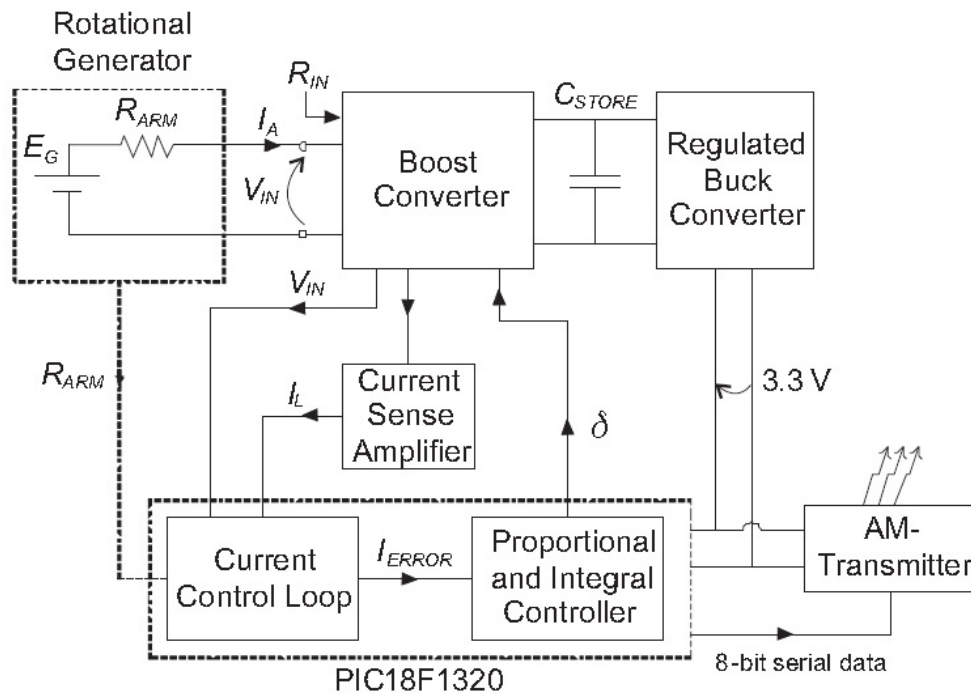 Rotational
Generator
R_ARM
E_G
I_A
R_IN
V_IN
Boost
Converter
C_STORE
Regulated
Buck
Converter
V_IN
R_ARM
I_L
Current
Sense
Amplifier
δ
3.3 V
Current
Control Loop
I_ERROR
Proportional
and Integral
Controller
AM-
Transmitter
8-bit serial data
PIC18F1320